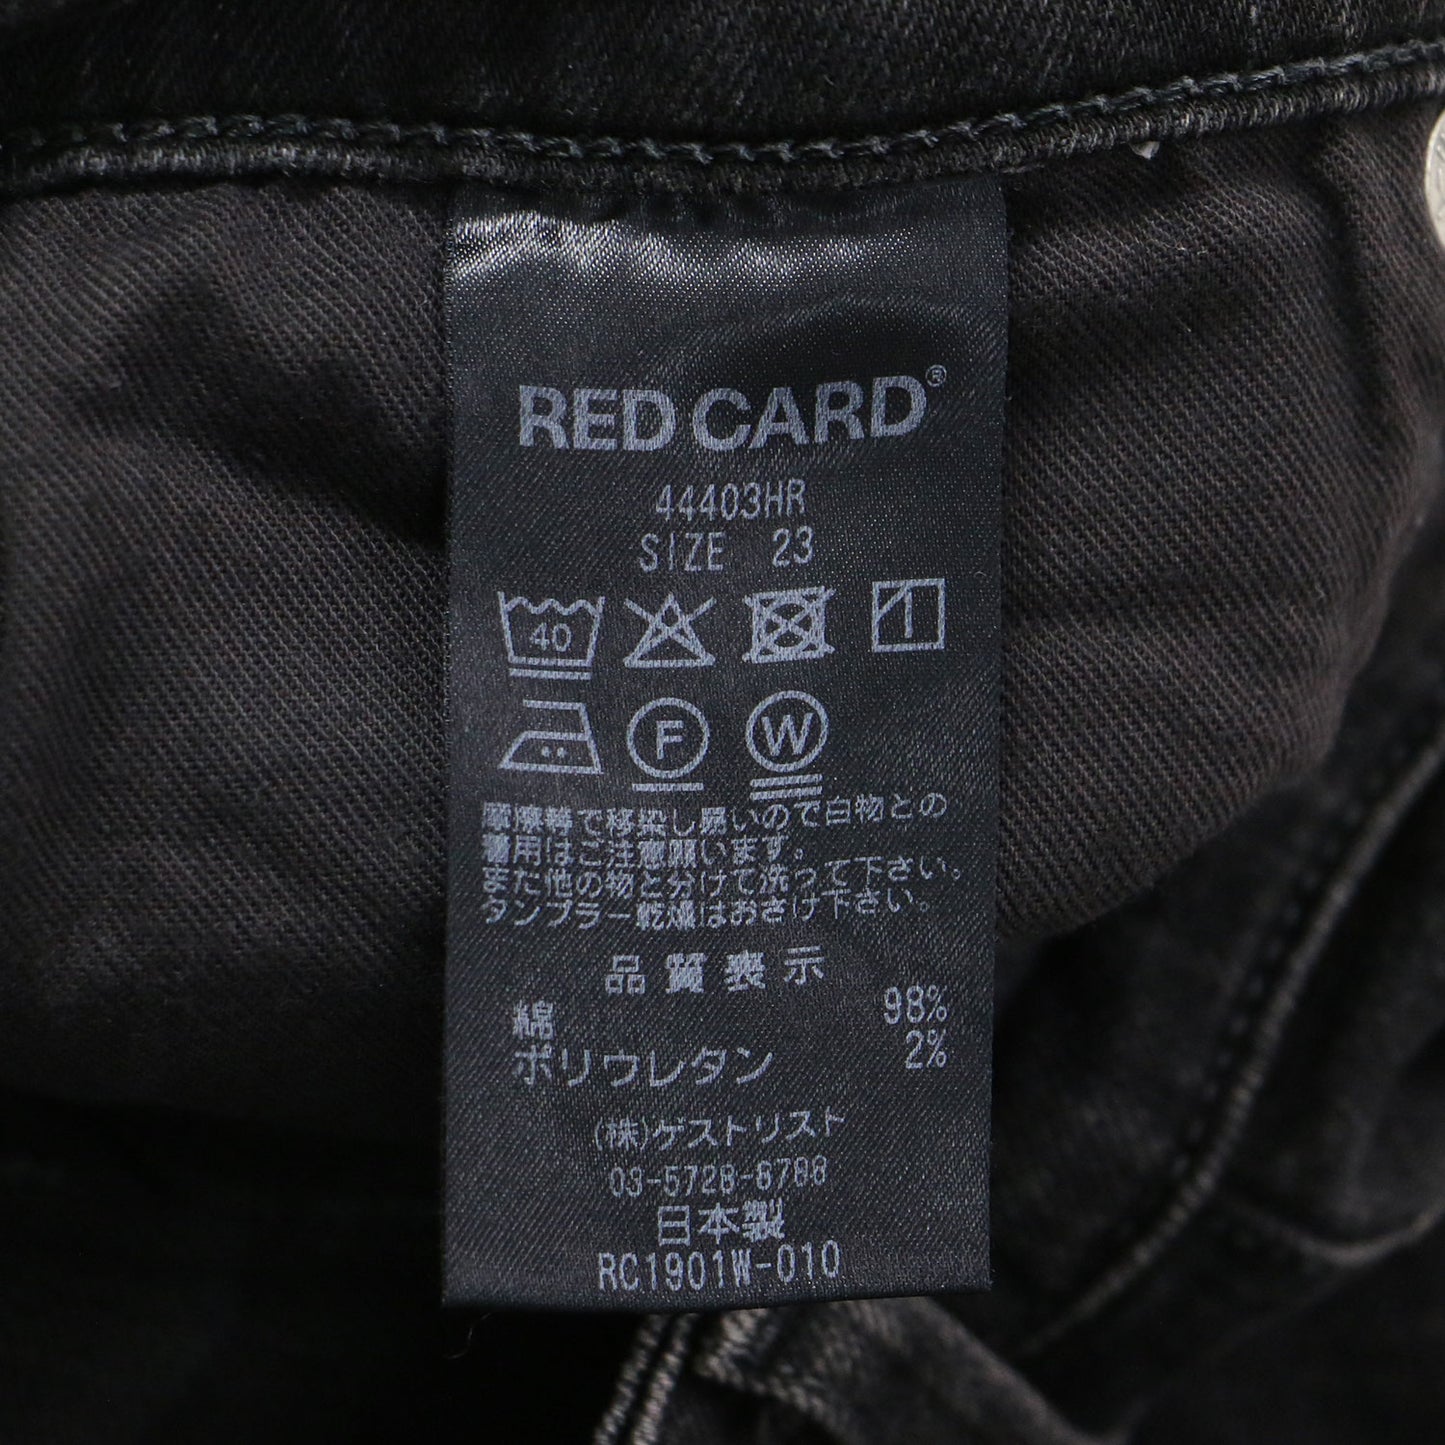 RED CARD®
44403HR
SIZE 23
40
F W
摩擦等で移染し易いので白物との
着用はご注意願います。
また他の物と分けて洗って下さい。
タンブラー乾燥はおさけ下さい。
品質表示
綿 98%
ポリウレタン 2%
(株)ゲストリスト
03-5728-8788
日本製
RC1901W-010